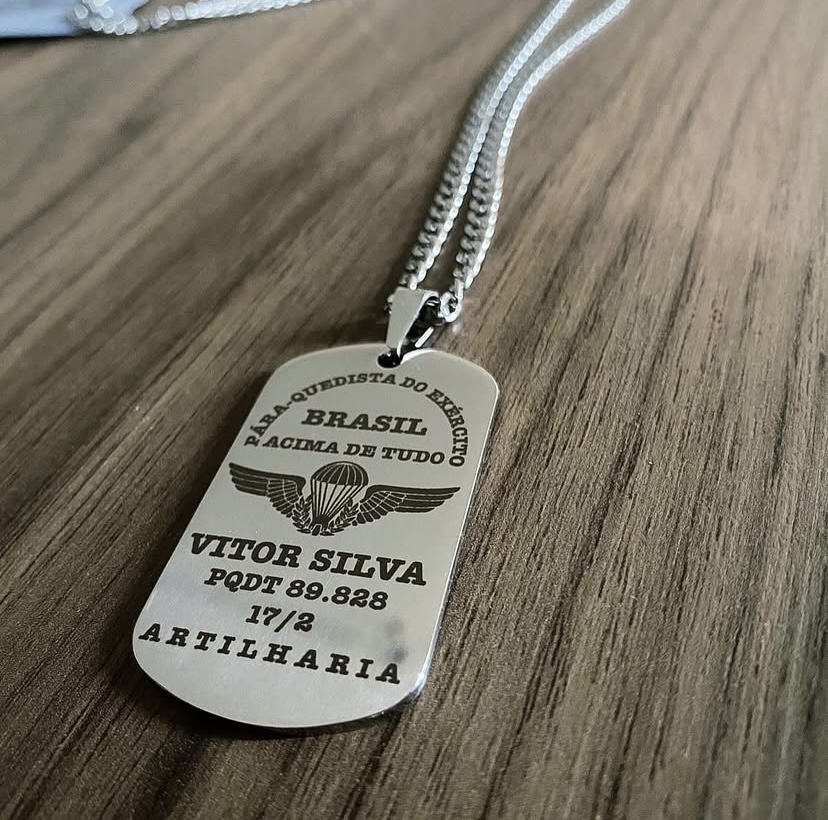 PÁRA-QUEDISTA DO EXÉRCITO
BRASIL
ACIMA DE TUDO
VITOR SILVA
PQDT 89.828
17/2
ARTILHARIA